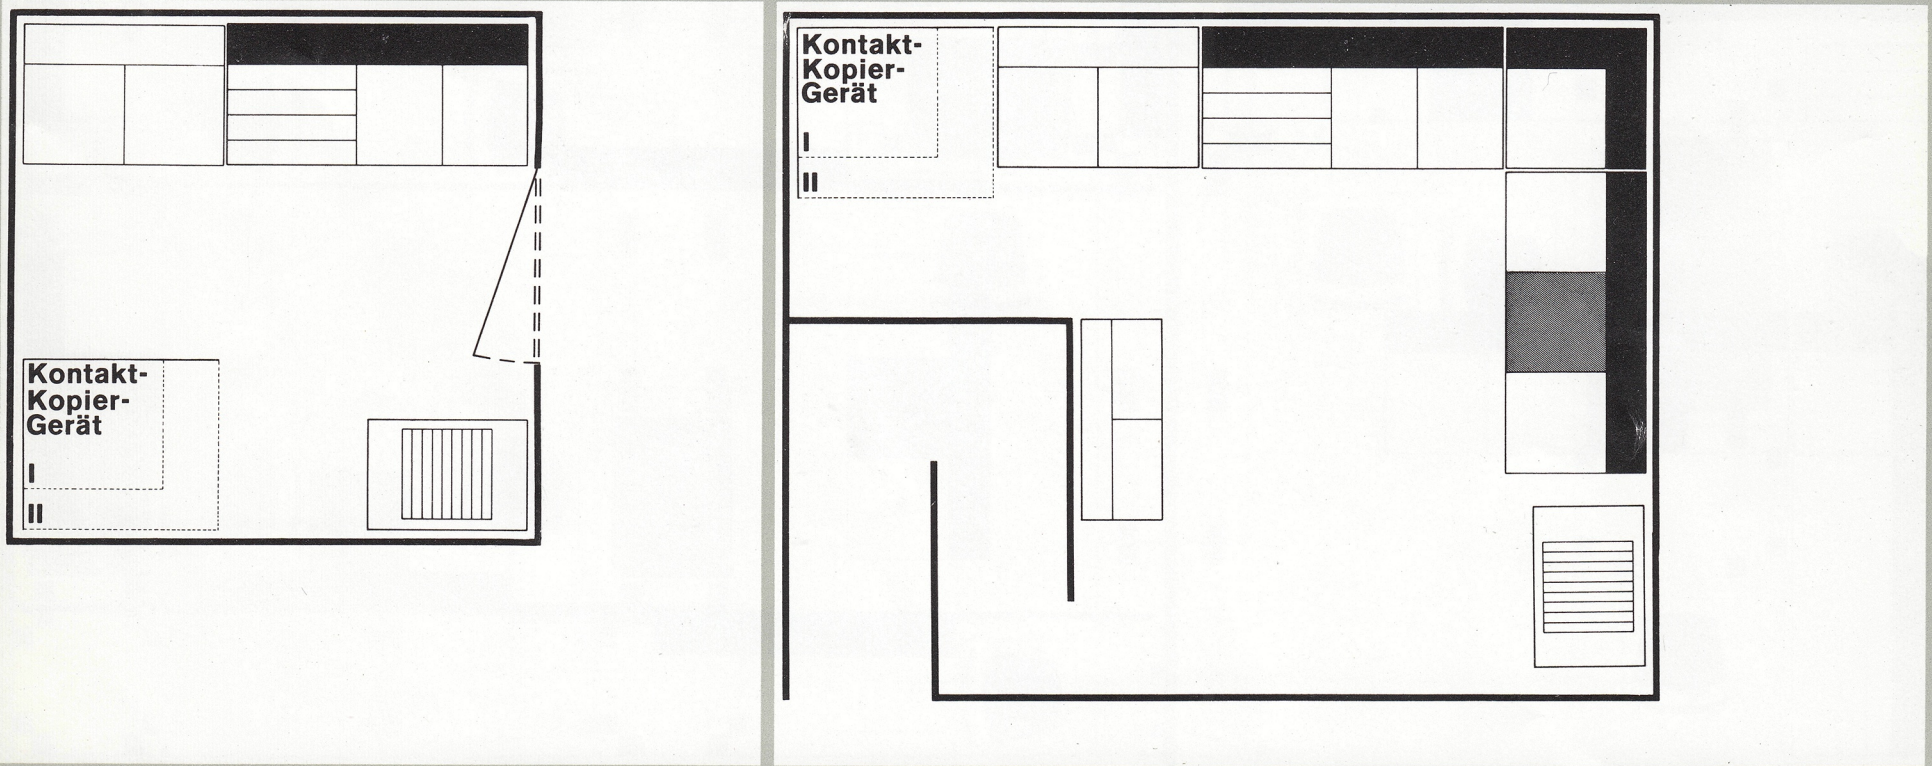 Kontakt-
Kopier-
Gerät
I
II
Kontakt-
Kopier-
Gerät
I
II